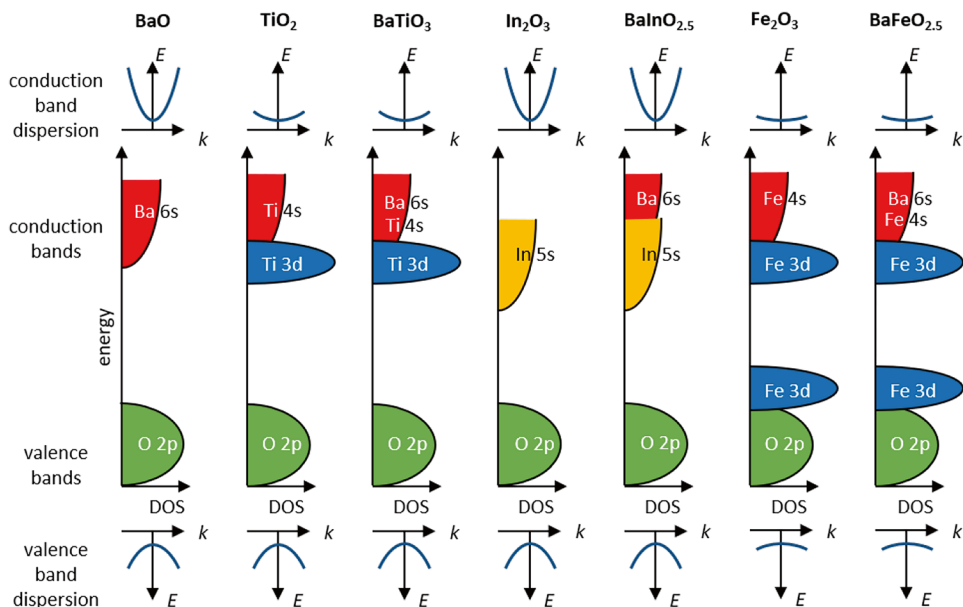 BaO TiO2 BaTiO3 In2O3 BaInO2.5 Fe2O3 BaFeO2.5
conduction
band
dispersion
E E E E E E E
k k k k k k k
conduction
bands
energy
Ba 6s
Ti 4s
Ti 3d
Ba 6s
Ti 4s
Ti 3d
In 5s
Ba 6s
In 5s
Fe 4s
Fe 3d
Fe 3d
Ba 6s
Fe 4s
Fe 3d
Fe 3d
valence
bands
O 2p O 2p O 2p O 2p O 2p O 2p O 2p
DOS DOS DOS DOS DOS DOS DOS
valence
band
dispersion
k k k k k k k
E E E E E E E